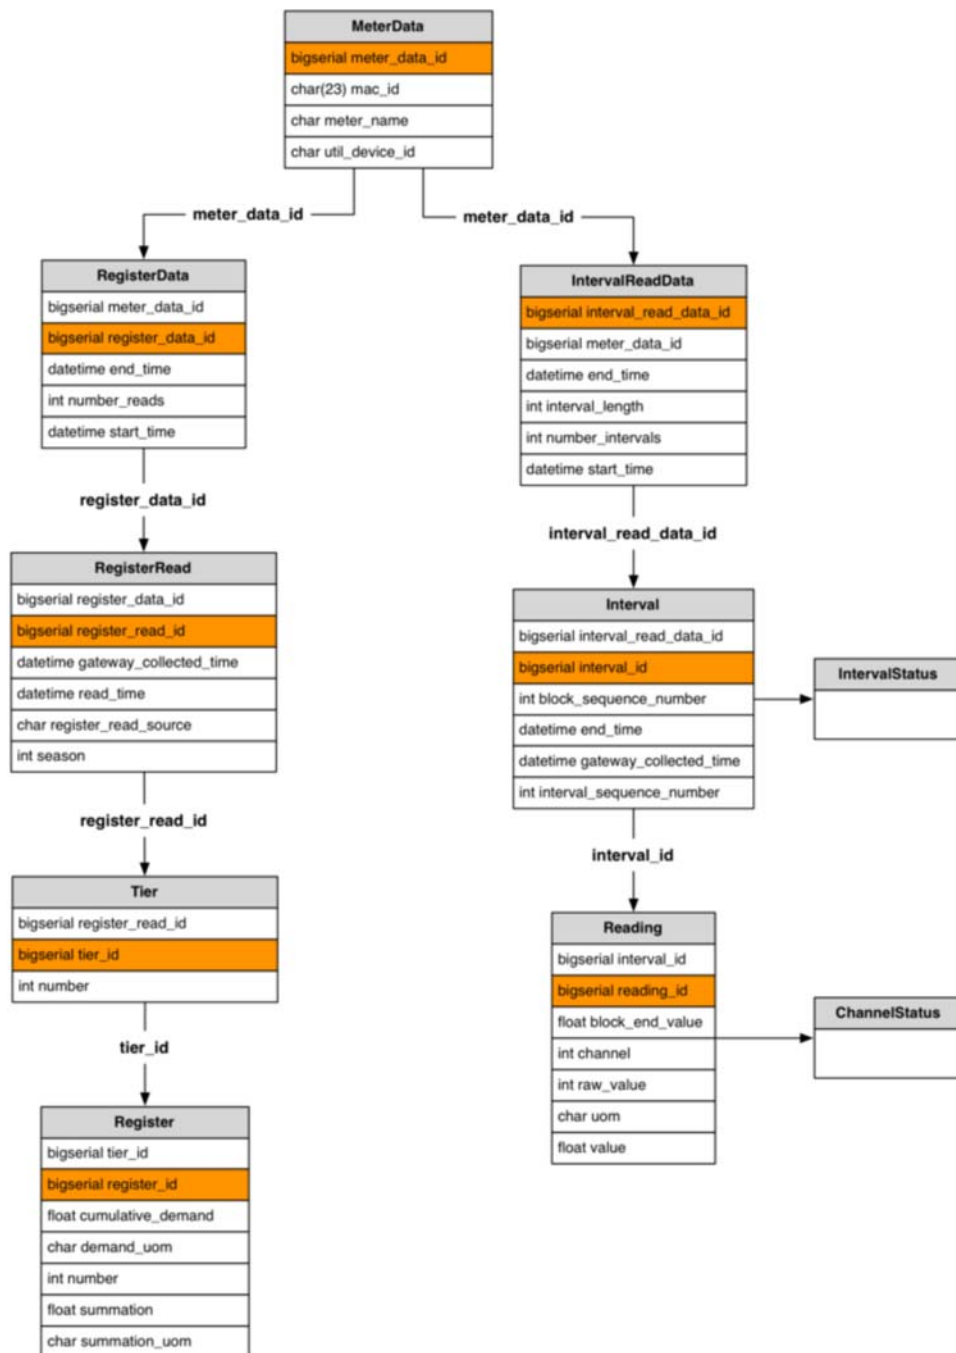 MeterData
bigserial meter_data_id
char(23) mac_id
char meter_name
char util_device_id
meter_data_id
meter_data_id
RegisterData
bigserial meter_data_id
bigserial register_data_id
datetime end_time
int number_reads
datetime start_time
register_data_id
RegisterRead
bigserial register_data_id
bigserial register_read_id
datetime gateway_collected_time
datetime read_time
char register_read_source
int season
register_read_id
Tier
bigserial register_read_id
bigserial tier_id
int number
tier_id
Register
bigserial tier_id
bigserial register_id
float cumulative_demand
char demand_uom
int number
float summation
char summation_uom
IntervalReadData
bigserial interval_read_data_id
bigserial meter_data_id
datetime end_time
int interval_length
int number_intervals
datetime start_time
interval_read_data_id
Interval
bigserial interval_read_data_id
bigserial interval_id
int block_sequence_number
datetime end_time
datetime gateway_collected_time
int interval_sequence_number
IntervalStatus
interval_id
Reading
bigserial interval_id
bigserial reading_id
float block_end_value
int channel
int raw_value
char uom
float value
ChannelStatus